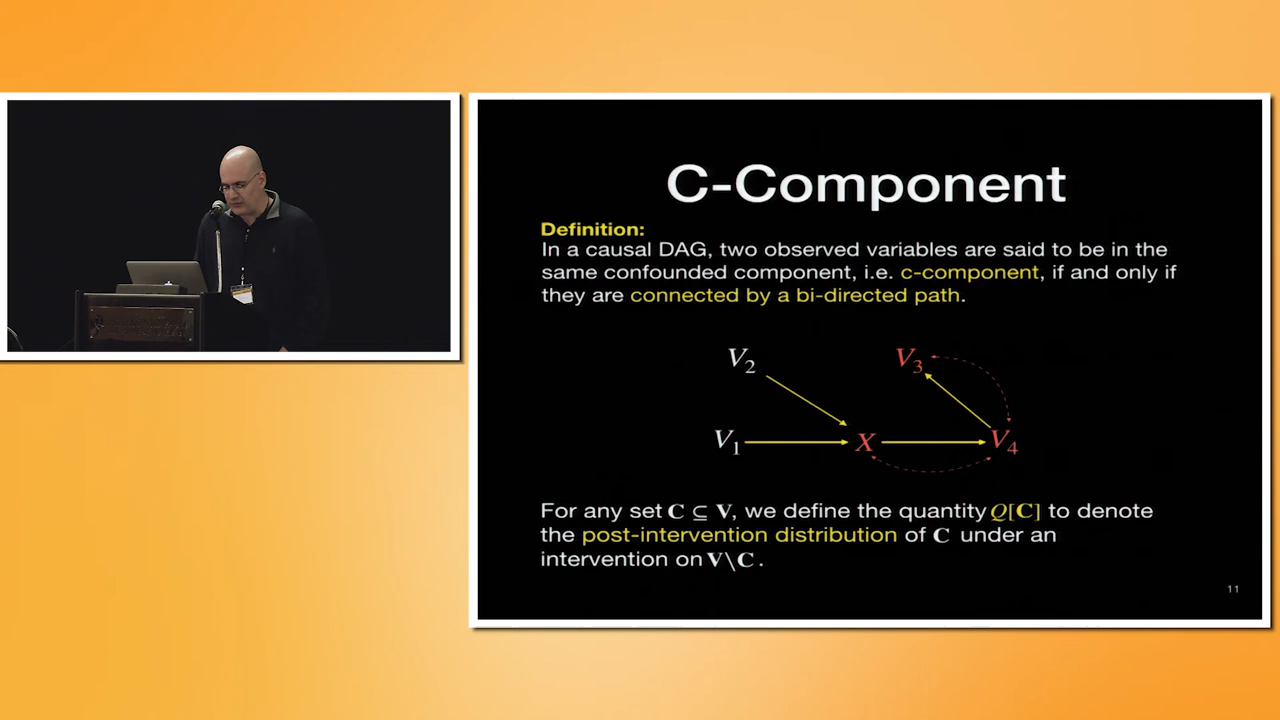 C-Component
Definition:
In a causal DAG, two observed variables are said to be in the
same confounded component, i.e. c-component, if and only if
they are connected by a bi-directed path.
V₂ V₃
V₁ X V₄
For any set C ⊆ V, we define the quantity Q[C] to denote
the post-intervention distribution of C under an
intervention on V\C.
11